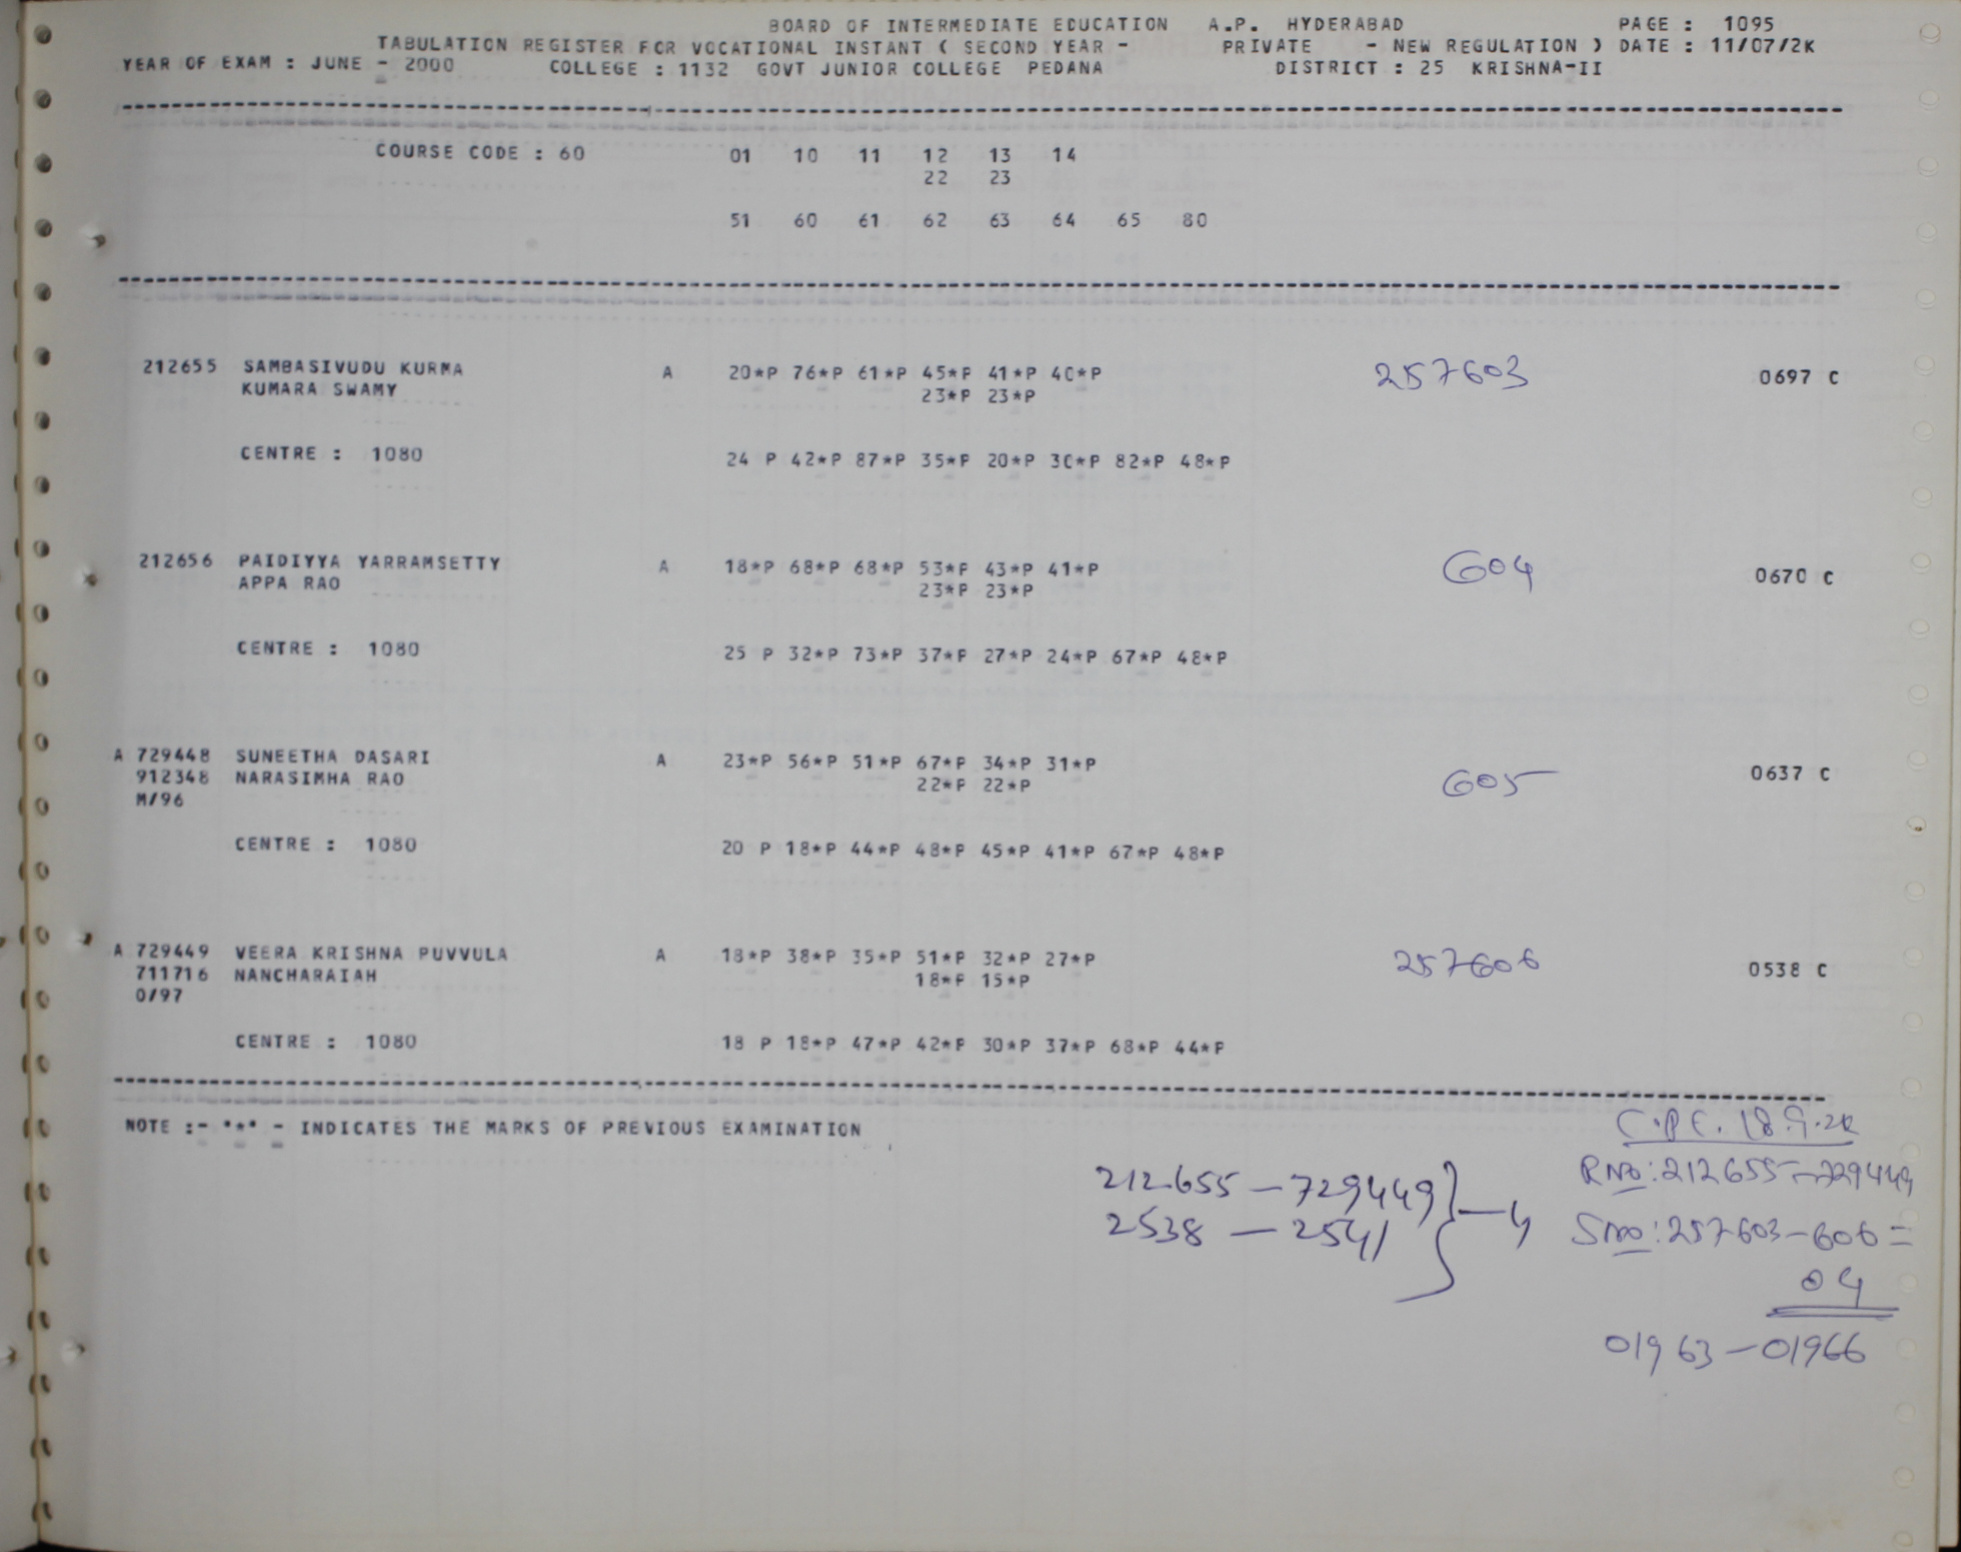 BOARD OF INTERMEDIATE EDUCATION A.P. HYDERABAD PAGE : 1095
TABULATION REGISTER FOR VOCATIONAL INSTANT ( SECOND YEAR - PRIVATE - NEW REGULATION ) DATE : 11/07/2K
YEAR OF EXAM : JUNE - 2000 COLLEGE : 1132 GOVT JUNIOR COLLEGE PEDANA DISTRICT : 25 KRISHNA-II
COURSE CODE : 60 01 10 11 12 13 14
22 23
51 60 61 62 63 64 65 80
212655 SAMBASIVUDU KURMA A 20*P 76*P 61*P 45*P 41*P 40*P 257603 0697 C
KUMARA SWAMY 23*P 23*P
CENTRE : 1080 24 P 42*P 87*P 35*P 20*P 30*P 82*P 48*P
212656 PAIDIYYA YARRAMSETTY A 18*P 68*P 68*P 53*P 43*P 41*P 604 0670 C
APPA RAO 23*P 23*P
CENTRE : 1080 25 P 32*P 73*P 37*P 27*P 24*P 67*P 48*P
A 729448 SUNEETHA DASARI A 23*P 56*P 51*P 67*P 34*P 31*P 605 0637 C
912348 NARASIMHA RAO 22*P 22*P
M/96
CENTRE : 1080 20 P 18*P 44*P 48*P 45*P 41*P 67*P 48*P
A 729449 VEERA KRISHNA PUVVULA A 18*P 38*P 35*P 51*P 32*P 27*P 257606 0538 C
711716 NANCHARAIAH 18*P 15*P
O/97
CENTRE : 1080 18 P 18*P 47*P 42*P 30*P 37*P 68*P 44*P
NOTE :- "*" - INDICATES THE MARKS OF PREVIOUS EXAMINATION
212655 - 729449 } - 4
2538 - 2541
18.9.2K
RNo: 212655 - 729449
SNo: 257603 - 606 =
04
01963 - 01966